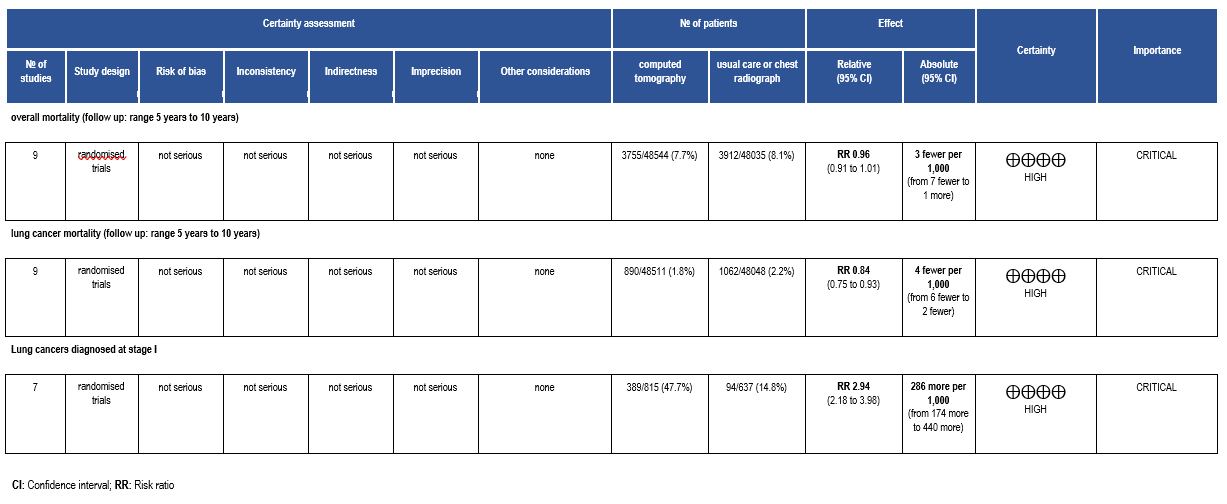 Certainty assessment
№ of patients
Effect
Certainty
Importance
№ of
studies
Study design
Risk of bias
Inconsistency
Indirectness
Imprecision
Other considerations
computed
tomography
usual care or chest
radiograph
Relative
(95% CI)
Absolute
(95% CI)
overall mortality (follow up: range 5 years to 10 years)
9
randomised
trials
not serious
not serious
not serious
not serious
none
3755/48544 (7.7%)
3912/48035 (8.1%)
RR 0.96
(0.91 to 1.01)
3 fewer per
1,000
(from 7 fewer to
1 more)
⨁⨁⨁⨁
HIGH
CRITICAL
lung cancer mortality (follow up: range 5 years to 10 years)
9
randomised
trials
not serious
not serious
not serious
not serious
none
890/48511 (1.8%)
1062/48048 (2.2%)
RR 0.84
(0.75 to 0.93)
4 fewer per
1,000
(from 6 fewer to
2 fewer)
⨁⨁⨁⨁
HIGH
CRITICAL
Lung cancers diagnosed at stage I
7
randomised
trials
not serious
not serious
not serious
not serious
none
389/815 (47.7%)
94/637 (14.8%)
RR 2.94
(2.18 to 3.98)
286 more per
1,000
(from 174 more
to 440 more)
⨁⨁⨁⨁
HIGH
CRITICAL
CI: Confidence interval; RR: Risk ratio